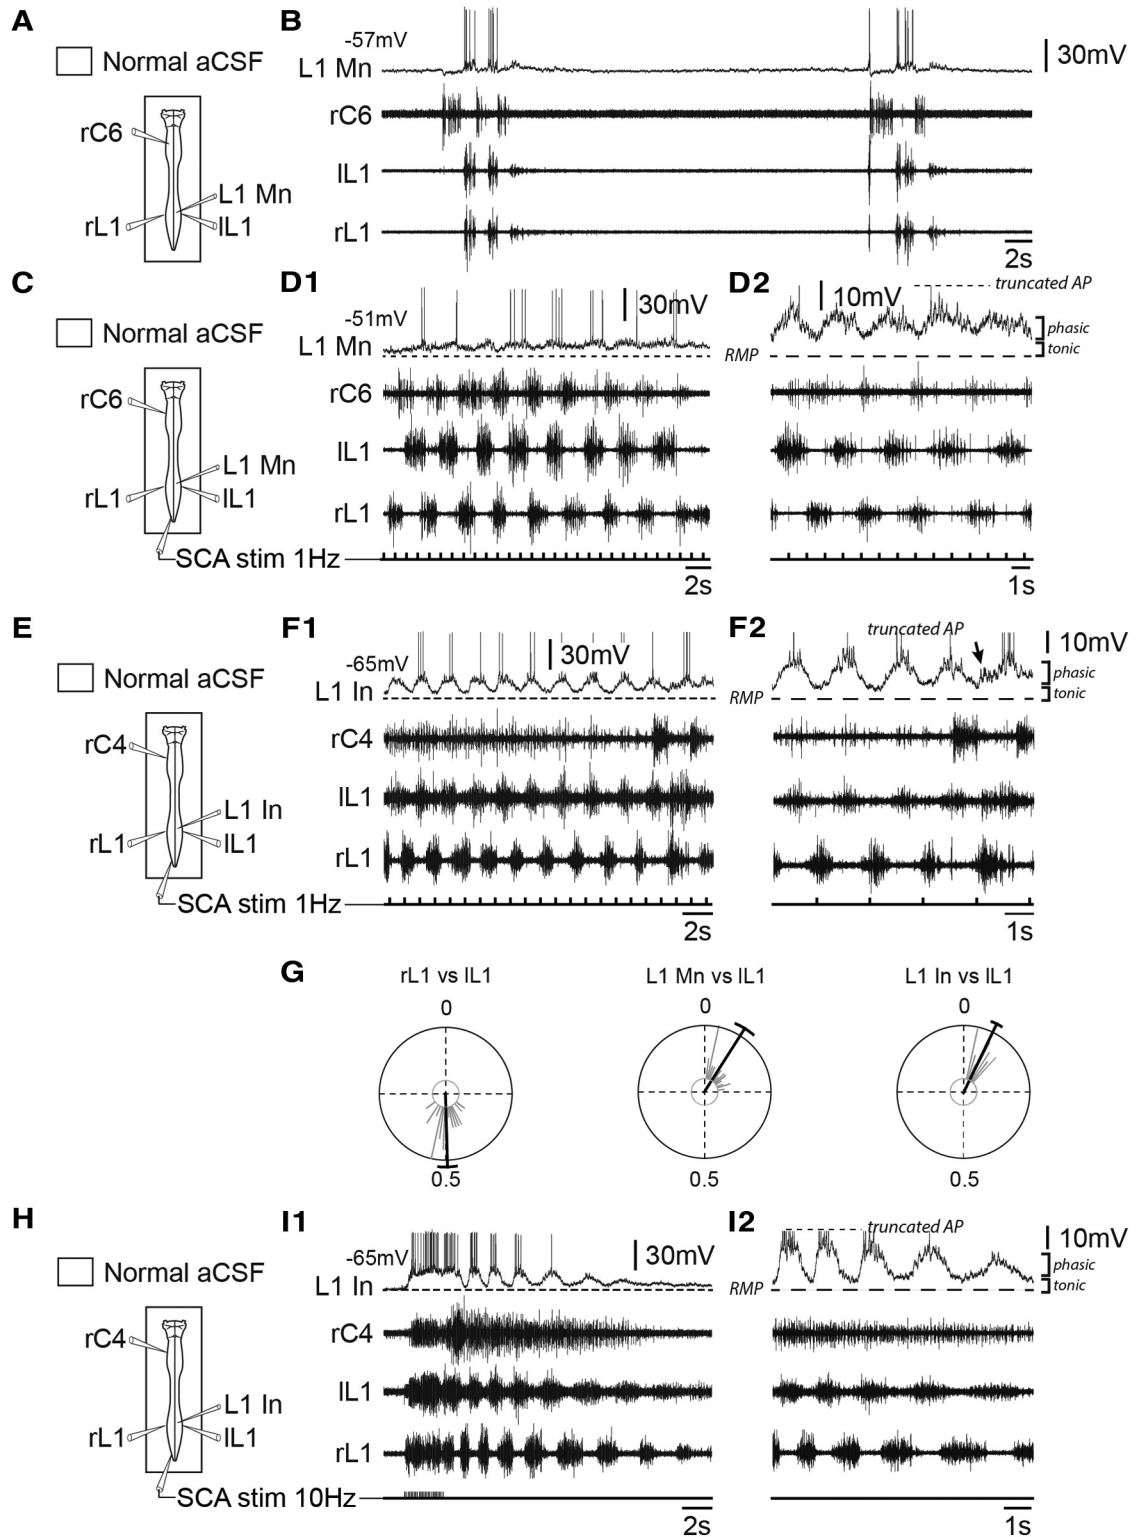 A
Normal aCSF
rC6
L1 Mn
rL1
lL1
B
-57mV
L1 Mn
30mV
rC6
lL1
rL1
2s
C
Normal aCSF
rC6
L1 Mn
rL1
lL1
SCA stim 1Hz
D1
-51mV
30mV
L1 Mn
rC6
lL1
rL1
2s
D2
10mV
truncated AP
phasic
RMP
tonic
1s
E
Normal aCSF
rC4
L1 In
rL1
lL1
SCA stim 1Hz
F1
-65mV
30mV
L1 In
rC4
lL1
rL1
2s
F2
truncated AP
10mV
phasic
RMP
tonic
1s
G
rL1 vs lL1
0
0.5
L1 Mn vs lL1
0
0.5
L1 In vs lL1
0
0.5
H
Normal aCSF
rC4
L1 In
rL1
lL1
SCA stim 10Hz
I1
-65mV
30mV
L1 In
rC4
lL1
rL1
2s
I2
truncated AP
10mV
phasic
RMP
tonic
1s